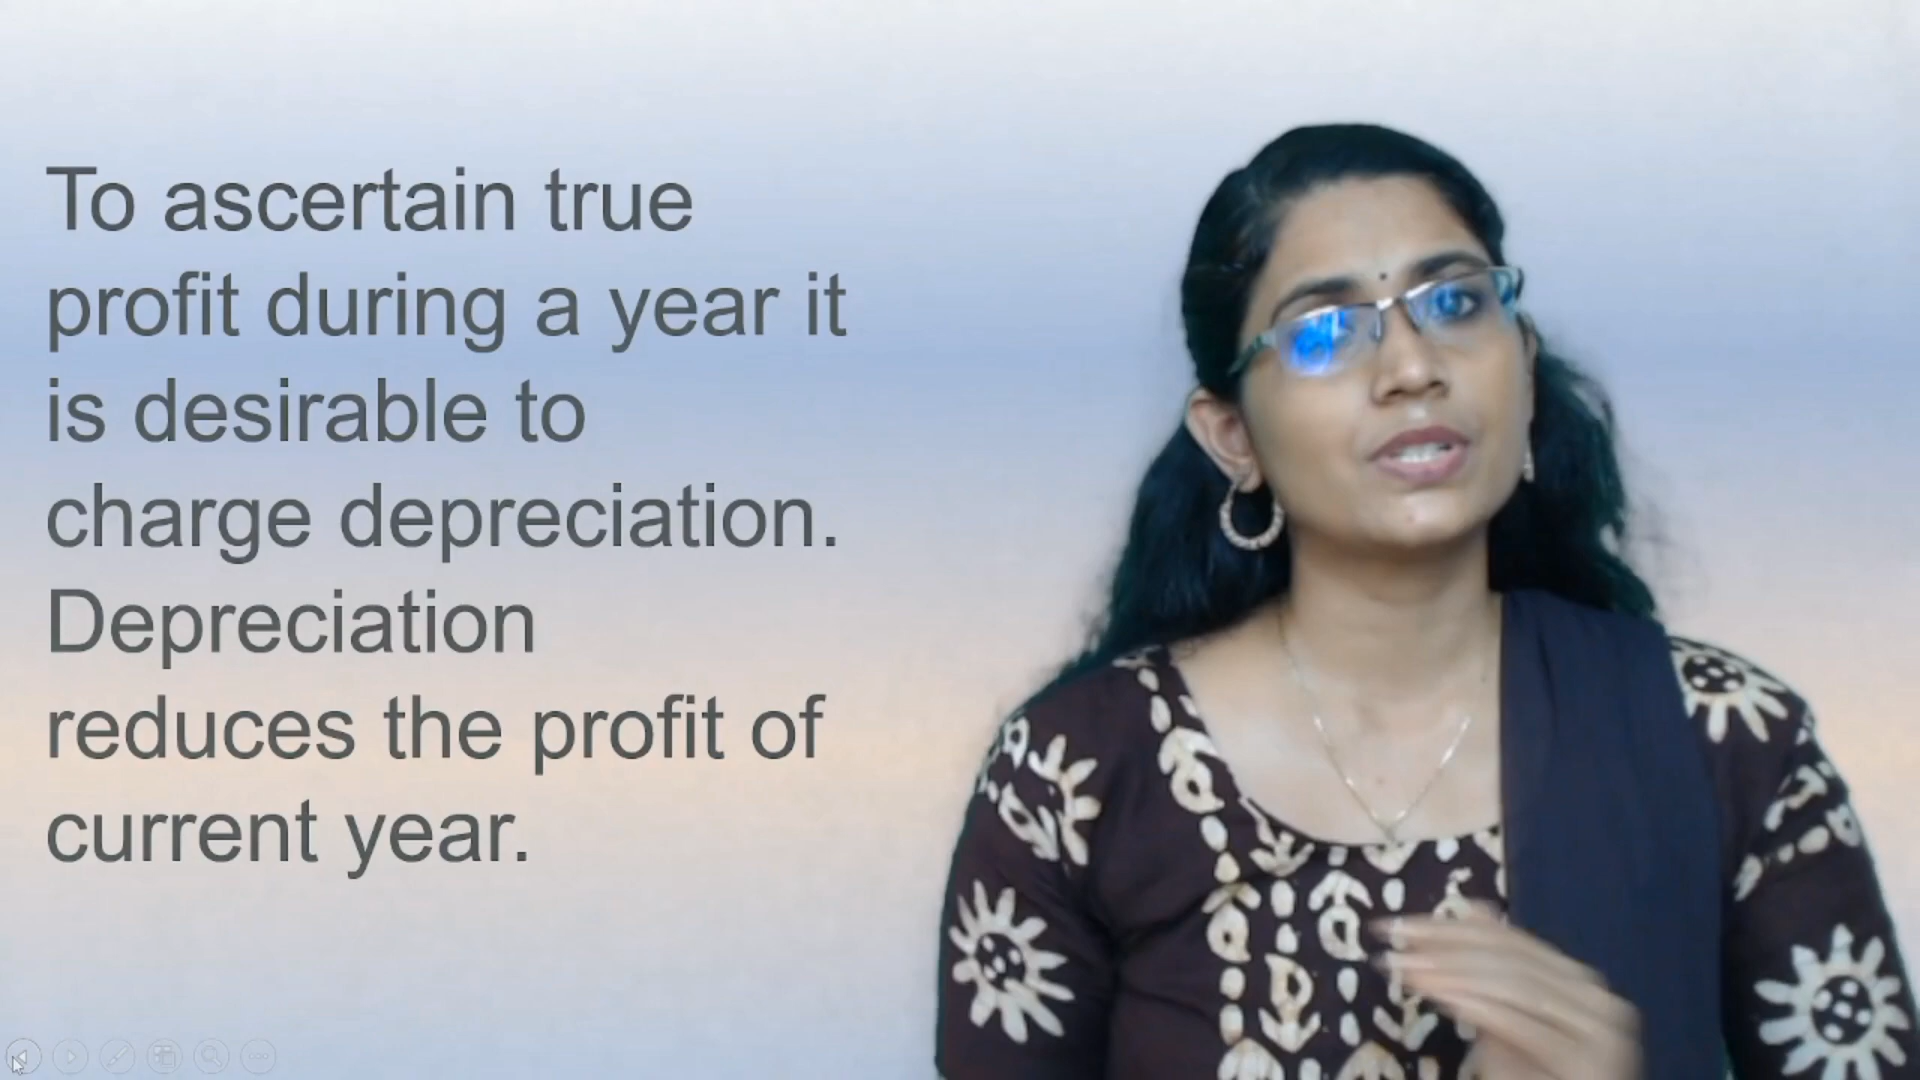 To ascertain true
profit during a year it
is desirable to
charge depreciation.
Depreciation
reduces the profit of
current year.